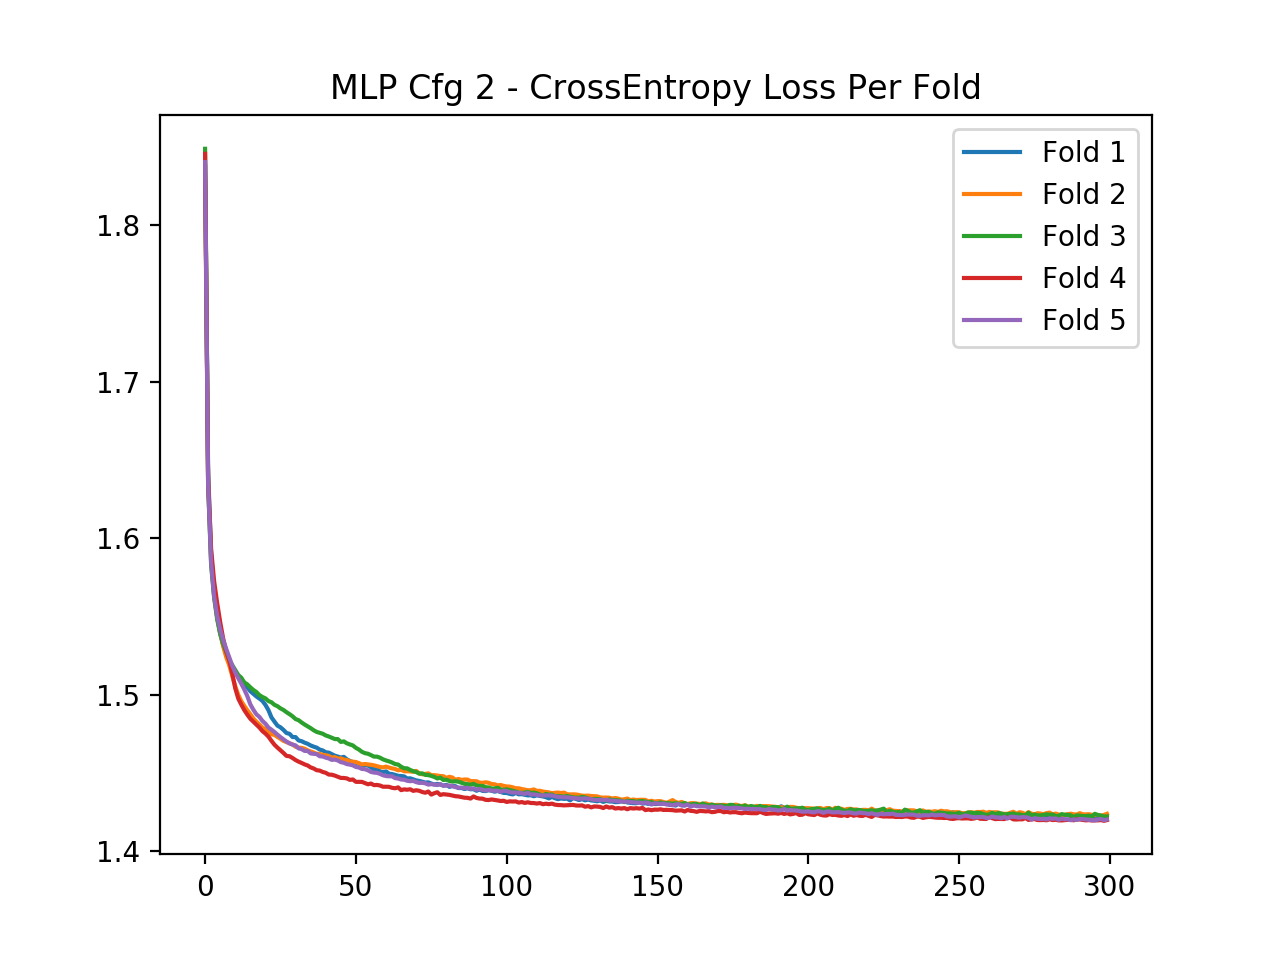 MLP Cfg 2 - CrossEntropy Loss Per Fold
Fold 1
Fold 2
Fold 3
Fold 4
Fold 5
1.8
1.7
1.6
1.5
1.4
0 50 100 150 200 250 300